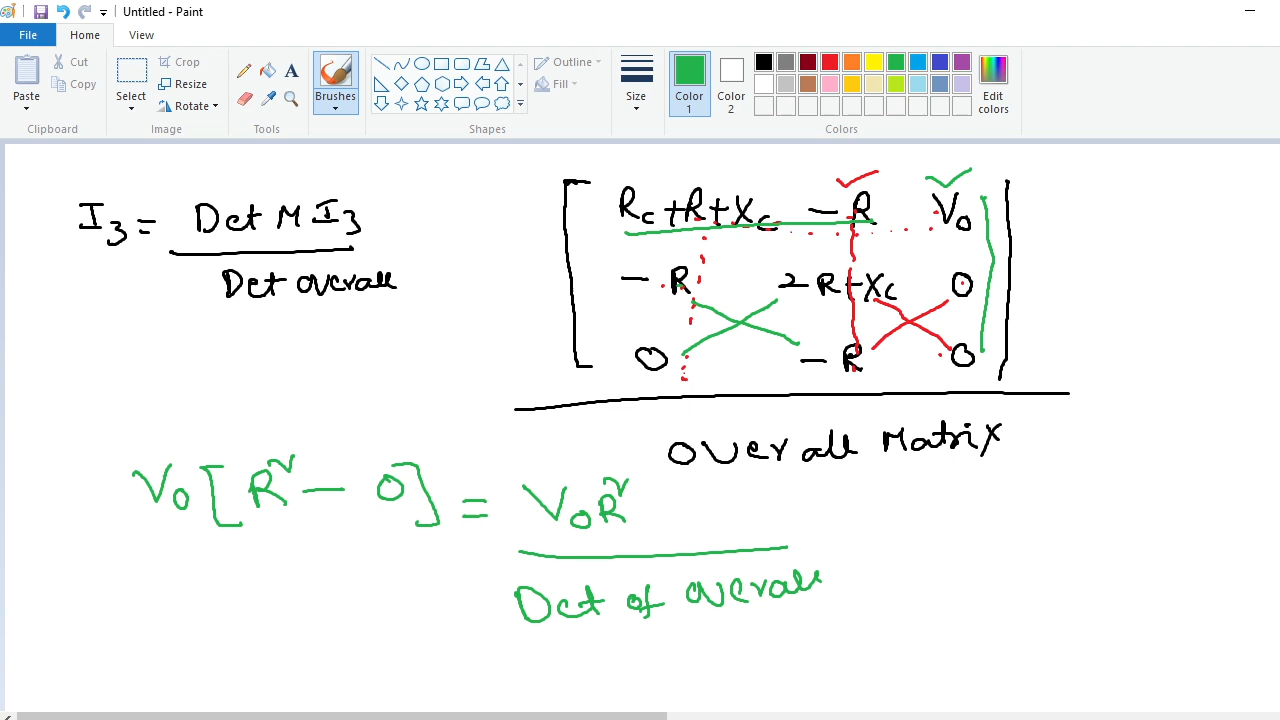 Untitled - Paint
File Home View
Paste Cut Copy Clipboard
Select Crop Resize Rotate Image
Tools
Brushes
Shapes Outline Fill
Size
Color 1 Color 2 Edit colors Colors
I3 = Det M I3
Det overall
Rc+R+Xc -R V0
-R 2R+Xc 0
0 -R 0
Overall Matrix
V0[R²-0] = V0R²
Det of overall